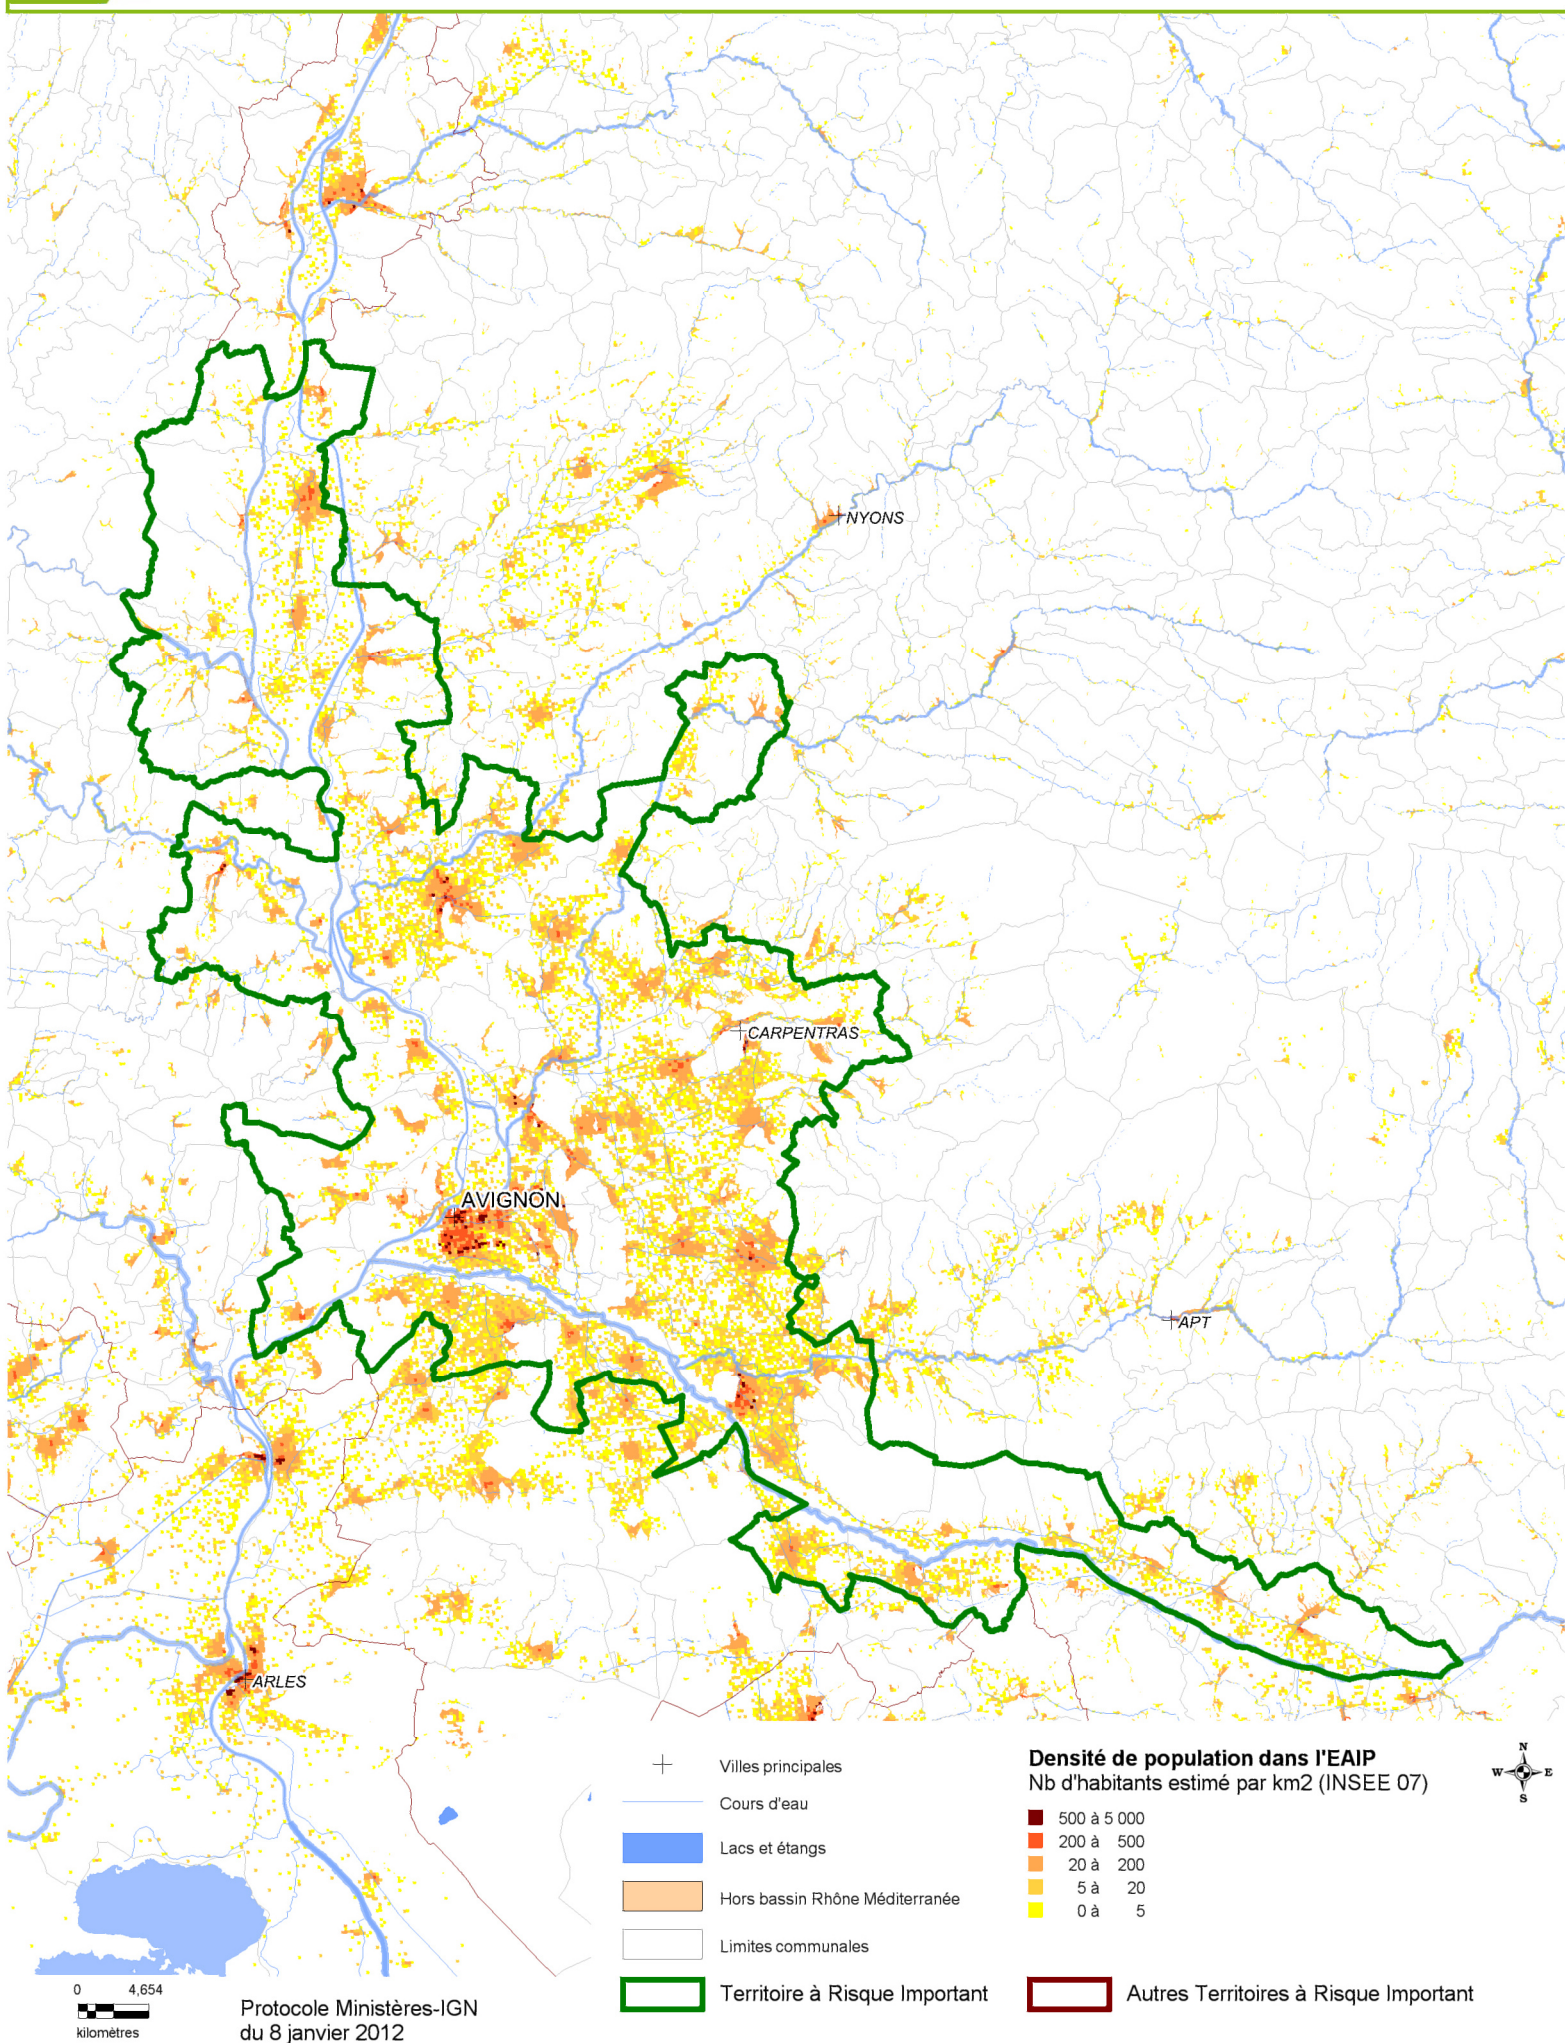 NYONS
CARPENTRAS
AVIGNON
APT
ARLES
Villes principales
Cours d'eau
Lacs et étangs
Hors bassin Rhône Méditerranée
Limites communales
Territoire à Risque Important
Densité de population dans l'EAIP
Nb d'habitants estimé par km2 (INSEE 07)
500 à 5 000
200 à 500
20 à 200
5 à 20
0 à 5
Autres Territoires à Risque Important
N
W E
S
0 4,654
kilomètres
Protocole Ministères-IGN
du 8 janvier 2012